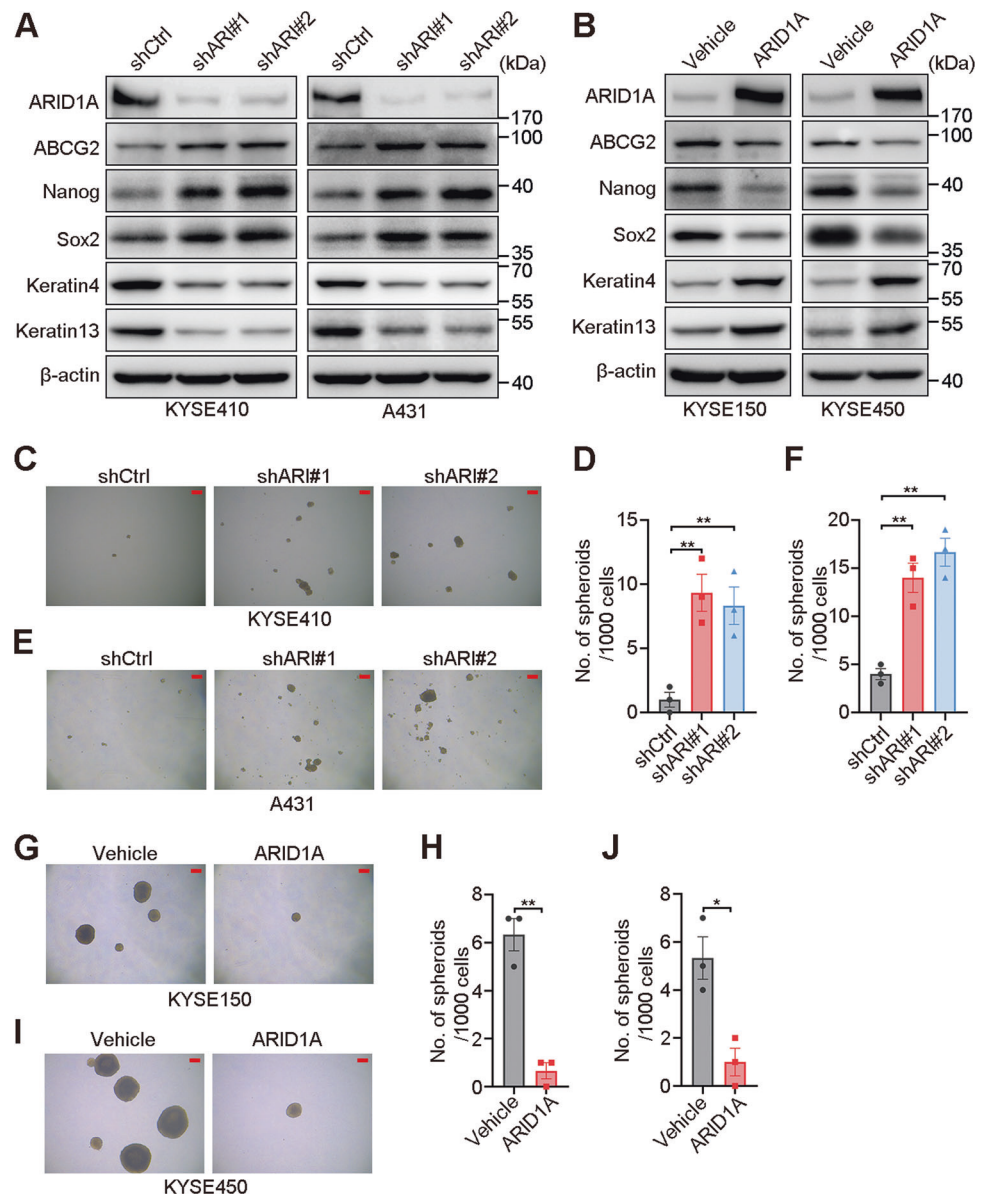 A
shCtrl
shARI#1
shARI#2
shCtrl
shARI#1
shARI#2
(kDa)
ARID1A
170
ABCG2
100
Nanog
40
Sox2
35
Keratin4
70
55
Keratin13
55
β-actin
40
KYSE410
A431
B
Vehicle
ARID1A
Vehicle
ARID1A
(kDa)
ARID1A
170
ABCG2
100
Nanog
40
Sox2
35
Keratin4
70
55
Keratin13
55
β-actin
40
KYSE150
KYSE450
C
shCtrl
shARI#1
shARI#2
KYSE410
D
No. of spheroids
/1000 cells
15
10
5
0
**
**
shCtrl
shARI#1
shARI#2
F
No. of spheroids
/1000 cells
20
15
10
5
0
**
**
shCtrl
shARI#1
shARI#2
E
shCtrl
shARI#1
shARI#2
A431
G
Vehicle
ARID1A
KYSE150
H
No. of spheroids
/1000 cells
8
6
4
2
0
**
Vehicle
ARID1A
J
No. of spheroids
/1000 cells
8
6
4
2
0
*
Vehicle
ARID1A
I
Vehicle
ARID1A
KYSE450